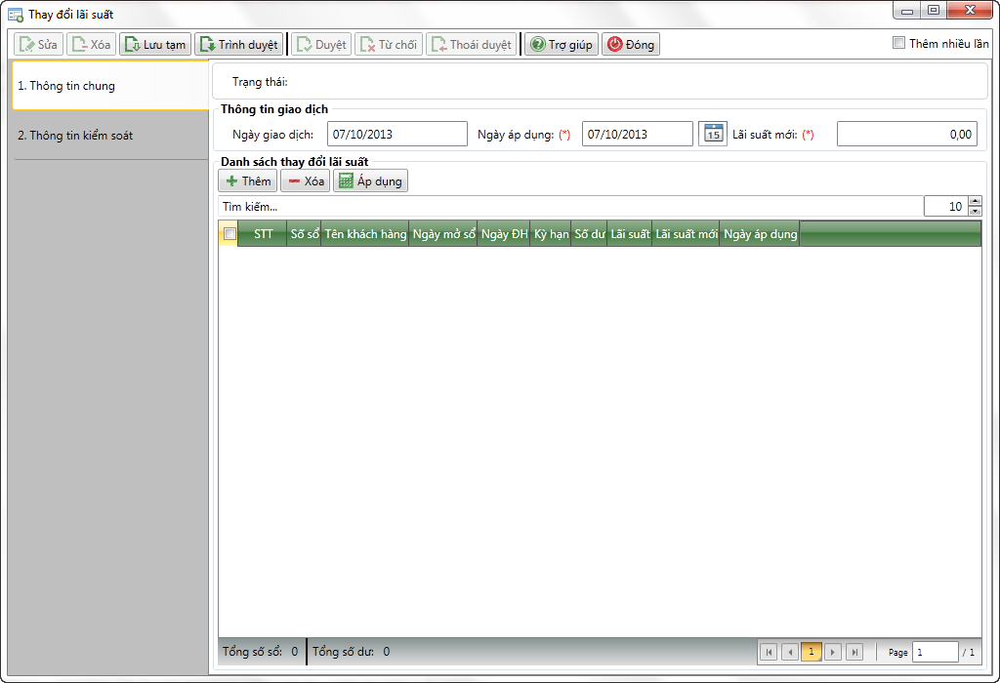 Thay đổi lãi suất
Sửa Xóa Lưu tạm Trình duyệt Duyệt Từ chối Thoái duyệt Trợ giúp Đóng Thêm nhiều lần
1. Thông tin chung
2. Thông tin kiểm soát
Trạng thái:
Thông tin giao dịch
Ngày giao dịch: 07/10/2013 Ngày áp dụng: (*) 07/10/2013 15 Lãi suất mới: (*) 0,00
Danh sách thay đổi lãi suất
Thêm Xóa Áp dụng
Tìm kiếm... 10
STT Số sổ Tên khách hàng Ngày mở sổ Ngày ĐH Kỳ hạn Số dư Lãi suất Lãi suất mới Ngày áp dụng
Tổng số sổ: 0 Tổng số dư: 0 1 Page 1 / 1